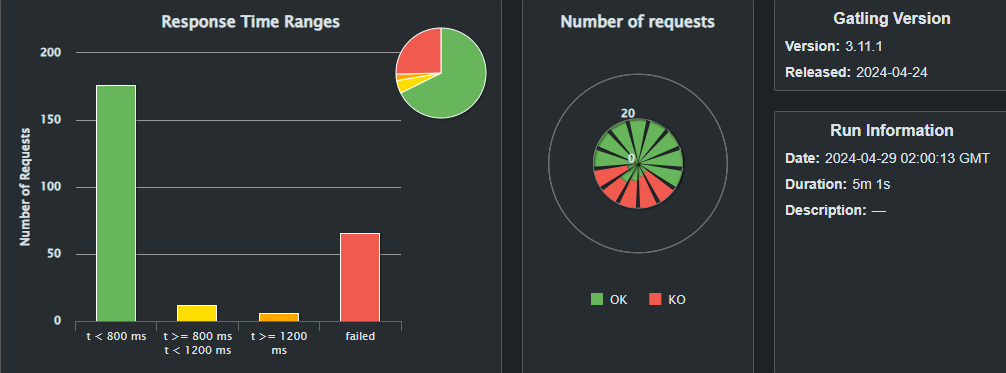 Response Time Ranges
Number of Requests
200
150
100
50
0
t < 800 ms
t >= 800 ms
t < 1200 ms
t >= 1200
ms
failed
Number of requests
20
0
OK
KO
Gatling Version
Version: 3.11.1
Released: 2024-04-24
Run Information
Date: 2024-04-29 02:00:13 GMT
Duration: 5m 1s
Description: —